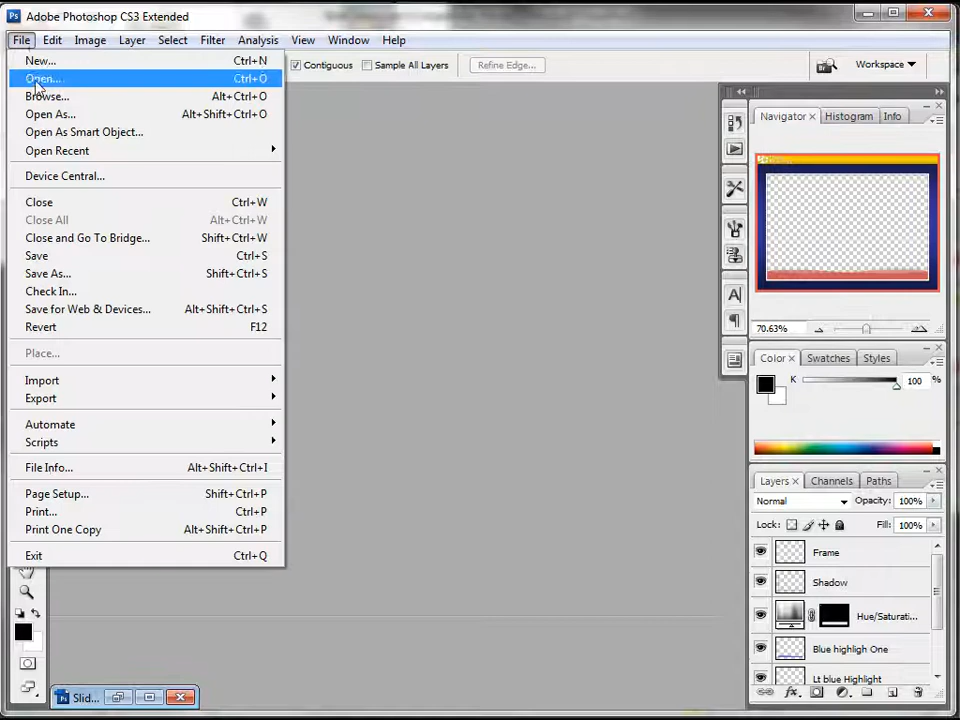 Ps Adobe Photoshop CS3 Extended
File Edit Image Layer Select Filter Analysis View Window Help
Contiguous Sample All Layers Refine Edge... Workspace
New... Ctrl+N
Open... Ctrl+O
Browse... Alt+Ctrl+O
Open As... Alt+Shift+Ctrl+O
Open As Smart Object...
Open Recent
Device Central...
Close Ctrl+W
Close All Alt+Ctrl+W
Close and Go To Bridge... Shift+Ctrl+W
Save Ctrl+S
Save As... Shift+Ctrl+S
Check In...
Save for Web & Devices... Alt+Shift+Ctrl+S
Revert F12
Place...
Import
Export
Automate
Scripts
File Info... Alt+Shift+Ctrl+I
Page Setup... Shift+Ctrl+P
Print... Ctrl+P
Print One Copy Alt+Shift+Ctrl+P
Exit Ctrl+Q
Navigator Histogram Info
70.63%
Color Swatches Styles
K 100 %
Layers Channels Paths
Normal Opacity: 100%
Lock: Fill: 100%
Frame
Shadow
Hue/Saturati...
Blue highligh One
Lt blue Highlight
Ps Slid...